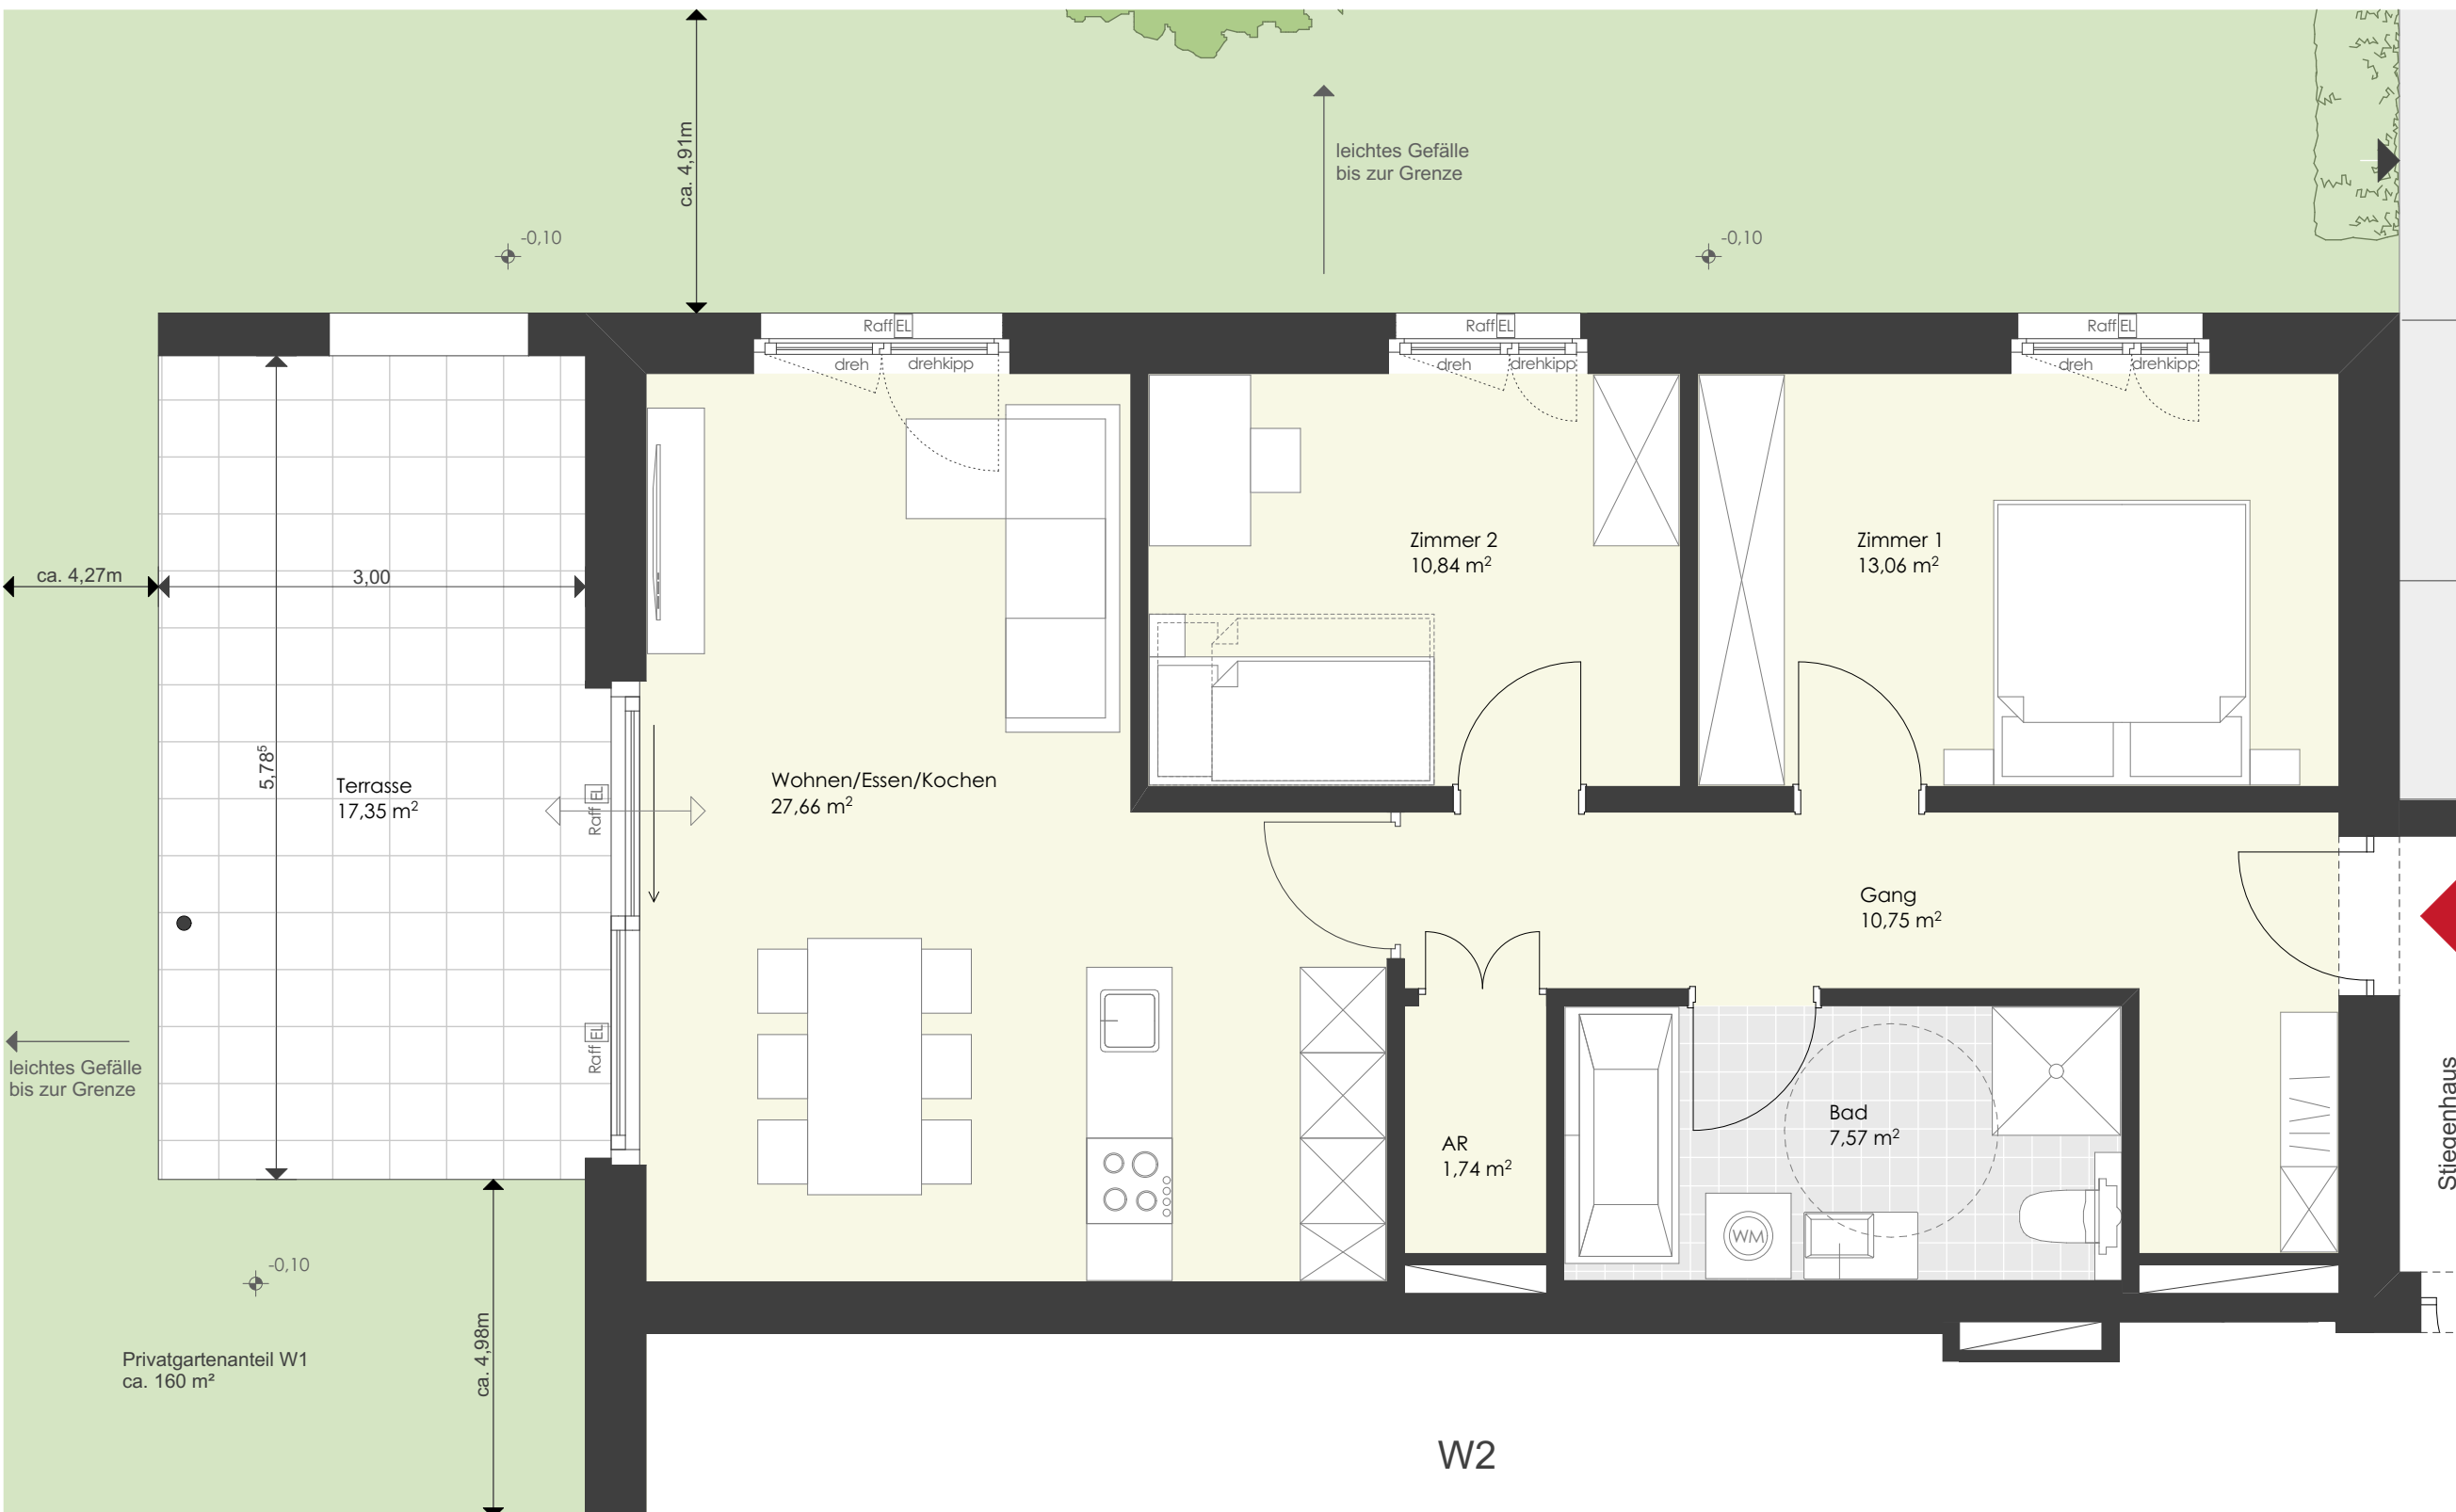 ca. 4,91m
leichtes Gefälle
bis zur Grenze
-0,10
-0,10
Raff EL
dreh
drehkipp
Raff EL
dreh
drehkipp
Raff EL
dreh
drehkipp
ca. 4,27m
3,00
Zimmer 2
10,84 m²
Zimmer 1
13,06 m²
5,78⁵
Terrasse
17,35 m²
Raff EL
Wohnen/Essen/Kochen
27,66 m²
Gang
10,75 m²
leichtes Gefälle
bis zur Grenze
Raff EL
AR
1,74 m²
Bad
7,57 m²
WM
Stiegenhaus
-0,10
ca. 4,98m
Privatgartenanteil W1
ca. 160 m²
W2